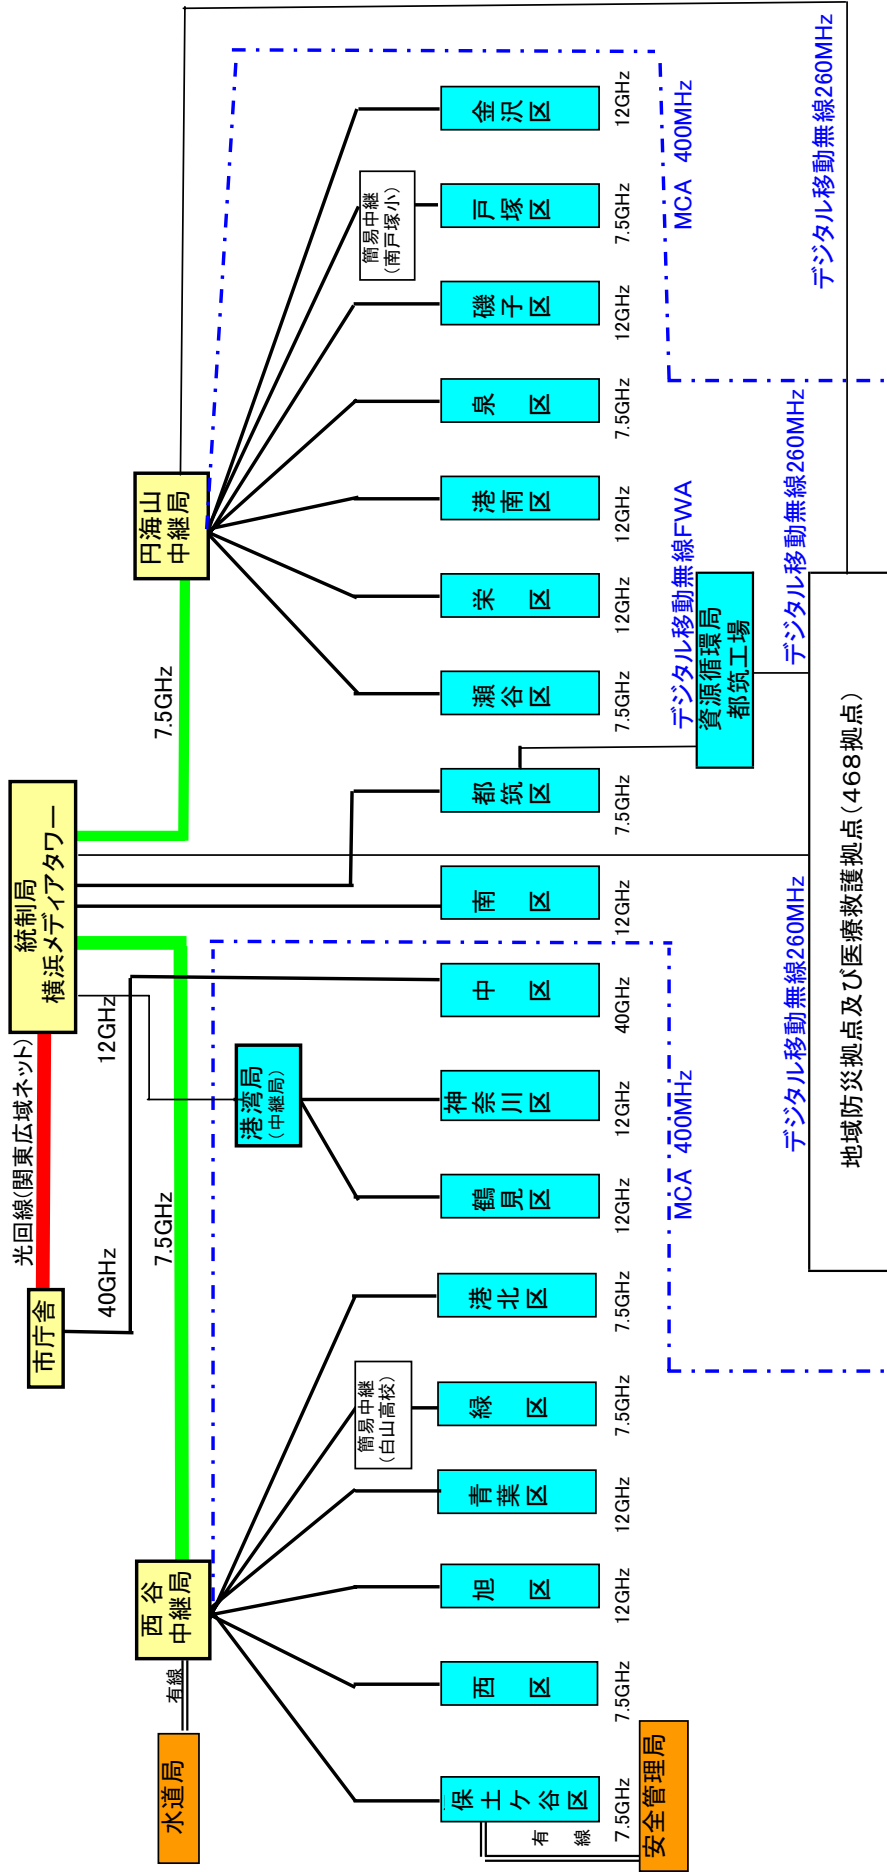 統制局
横浜メディアタワー
光回線(関東広域ネット)
市庁舎
40GHz
12GHz
7.5GHz
7.5GHz
西谷
中継局
円海山
中継局
有線
水道局
港湾局
(中継局)
簡易中継
(白山高校)
簡易中継
(南戸塚小)
保土ケ谷区
西区
旭区
青葉区
緑区
港北区
鶴見区
神奈川区
中区
南区
都筑区
瀬谷区
栄区
港南区
泉区
磯子区
戸塚区
金沢区
7.5GHz
7.5GHz
12GHz
12GHz
7.5GHz
7.5GHz
12GHz
12GHz
40GHz
12GHz
7.5GHz
7.5GHz
12GHz
12GHz
7.5GHz
12GHz
7.5GHz
12GHz
有線
安全管理局
MCA 400MHz
MCA 400MHz
デジタル移動無線FWA
資源循環局
都筑工場
デジタル移動無線260MHz
デジタル移動無線260MHz
デジタル移動無線260MHz
地域防災拠点及び医療救護拠点(468拠点)